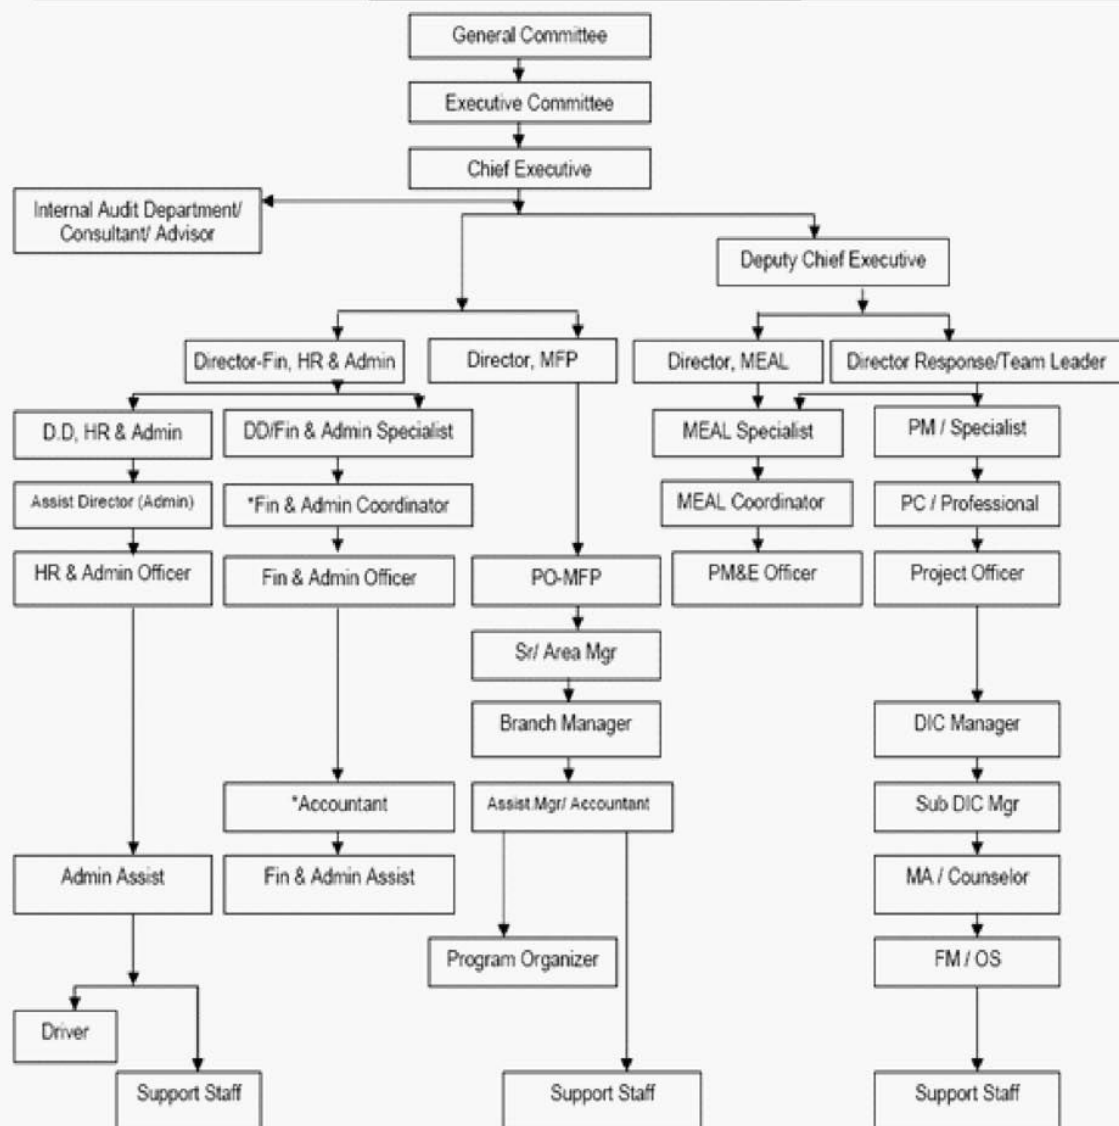 General Committee
Executive Committee
Chief Executive
Internal Audit Department/
Consultant/ Advisor
Deputy Chief Executive
Director-Fin, HR & Admin
Director, MFP
Director, MEAL
Director Response/Team Leader
D.D, HR & Admin
DD/Fin & Admin Specialist
MEAL Specialist
PM / Specialist
Assist Director (Admin)
*Fin & Admin Coordinator
MEAL Coordinator
PC / Professional
HR & Admin Officer
Fin & Admin Officer
PO-MFP
PM&E Officer
Project Officer
Sr/ Area Mgr
Branch Manager
DIC Manager
*Accountant
Assist.Mgr/ Accountant
Sub DIC Mgr
Admin Assist
Fin & Admin Assist
MA / Counselor
Program Organizer
FM / OS
Driver
Support Staff
Support Staff
Support Staff